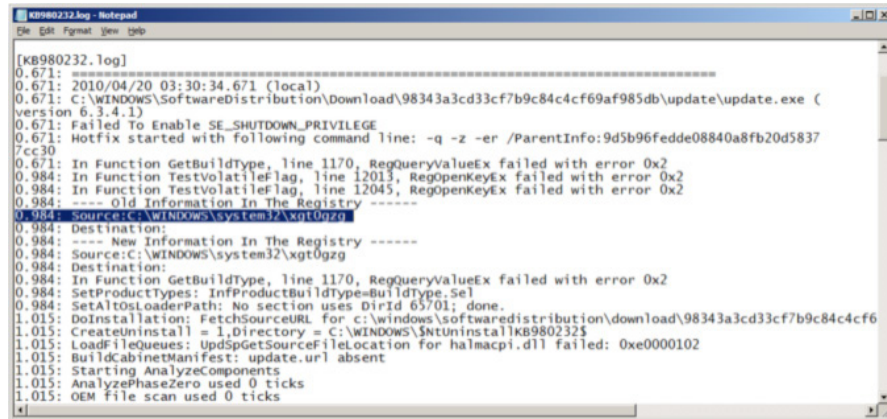 KB980232.log - Notepad
File Edit Format View Help
[KB980232.log]
0.671: ================================================================================
0.671: 2010/04/20 03:30:34.671 (local)
0.671: C:\WINDOWS\SoftwareDistribution\Download\98343a3cd33cf7b9c84c4cf69af985db\update\update.exe (
version 6.3.4.1)
0.671: Failed To Enable SE_SHUTDOWN_PRIVILEGE
0.671: Hotfix started with following command line: -q -z -er /ParentInfo:9d5b96fedde08840a8fb20d5837
7cc30
0.671: In Function GetBuildType, line 1170, RegQueryValueEx failed with error 0x2
0.984: In Function TestVolatileFlag, line 12013, RegOpenKeyEx failed with error 0x2
0.984: In Function TestVolatileFlag, line 12045, RegOpenKeyEx failed with error 0x2
0.984: ---- Old Information In The Registry ------
0.984: Source:C:\WINDOWS\system32\xgt0gzg
0.984: Destination:
0.984: ---- New Information In The Registry ------
0.984: Source:C:\WINDOWS\system32\xgt0gzg
0.984: Destination:
0.984: In Function GetBuildType, line 1170, RegQueryValueEx failed with error 0x2
0.984: SetProductTypes: InfProductBuildType=BuildType.Sel
0.984: SetAltOsLoaderPath: No section uses DirId 65701; done.
1.015: DoInstallation: FetchSourceURL for c:\windows\softwaredistribution\download\98343a3cd33cf7b9c84c4cf6
1.015: CreateUninstall = 1,Directory = C:\WINDOWS\$NtUninstallKB980232$
1.015: LoadFileQueues: UpdSpGetSourceFileLocation for halmacpi.dll failed: 0xe0000102
1.015: BuildCabinetManifest: update.url absent
1.015: Starting AnalyzeComponents
1.015: AnalyzePhaseZero used 0 ticks
1.015: OEM file scan used 0 ticks